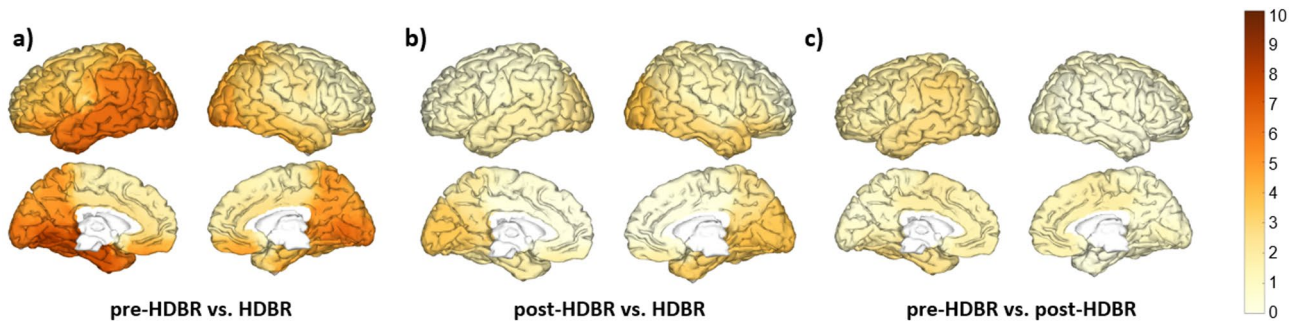 a)
b)
c)
10
9
8
7
6
5
4
3
2
1
0
pre-HDBR vs. HDBR
post-HDBR vs. HDBR
pre-HDBR vs. post-HDBR